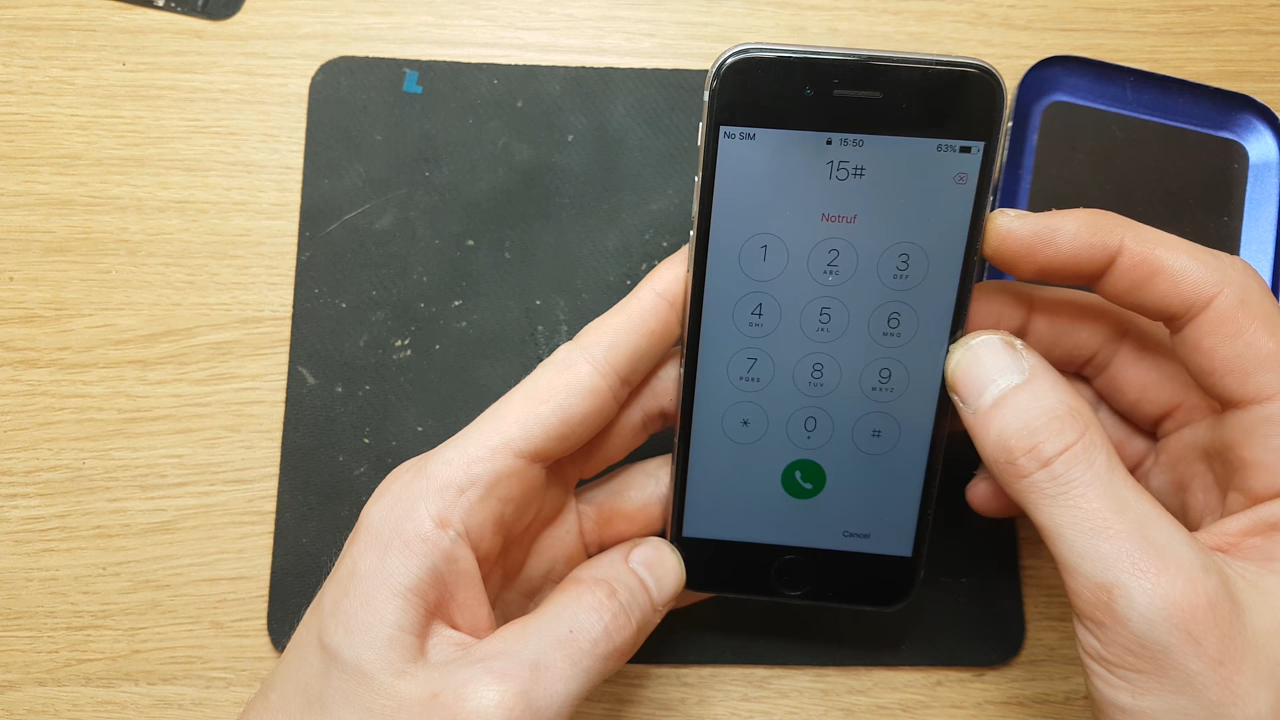 No SIM 15:50 63%
15#
Notruf
1 2 3
ABC DEF
4 5 6
GHI JKL MNO
7 8 9
PQRS TUV WXYZ
* 0 #
+
Cancel